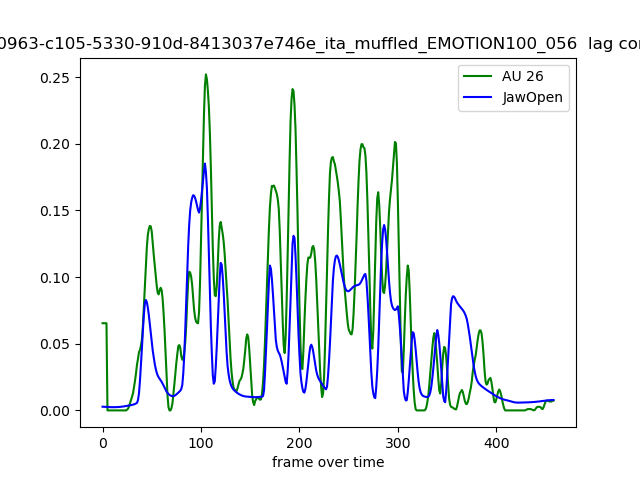 0963-c105-5330-910d-8413037e746e_ita_muffled_EMOTION100_056 lag
AU 26
JawOpen
0.25
0.20
0.15
0.10
0.05
0.00
0 100 200 300 400
frame over time